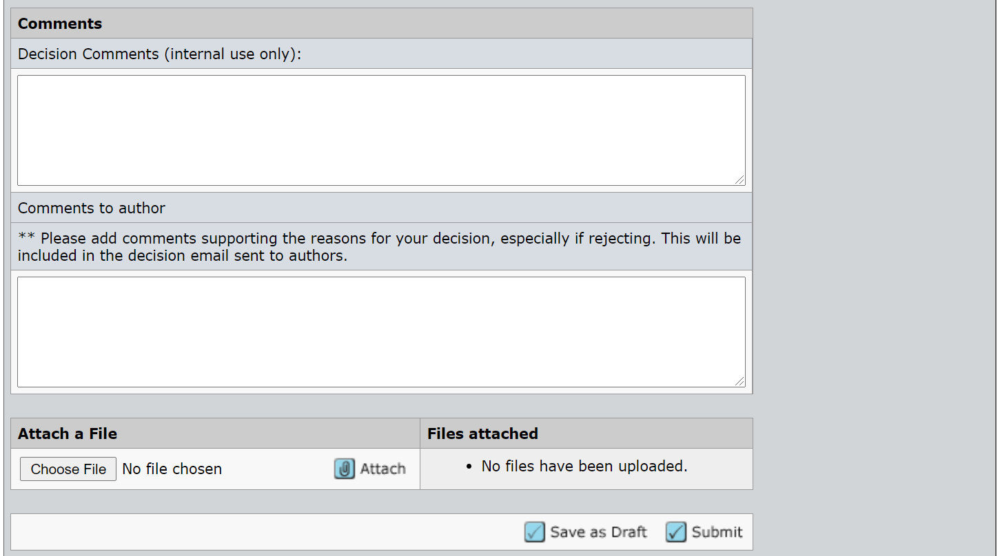 Comments
Decision Comments (internal use only):
Comments to author
** Please add comments supporting the reasons for your decision, especially if rejecting. This will be
included in the decision email sent to authors.
Attach a File
Files attached
Choose File No file chosen
Attach
• No files have been uploaded.
Save as Draft
Submit